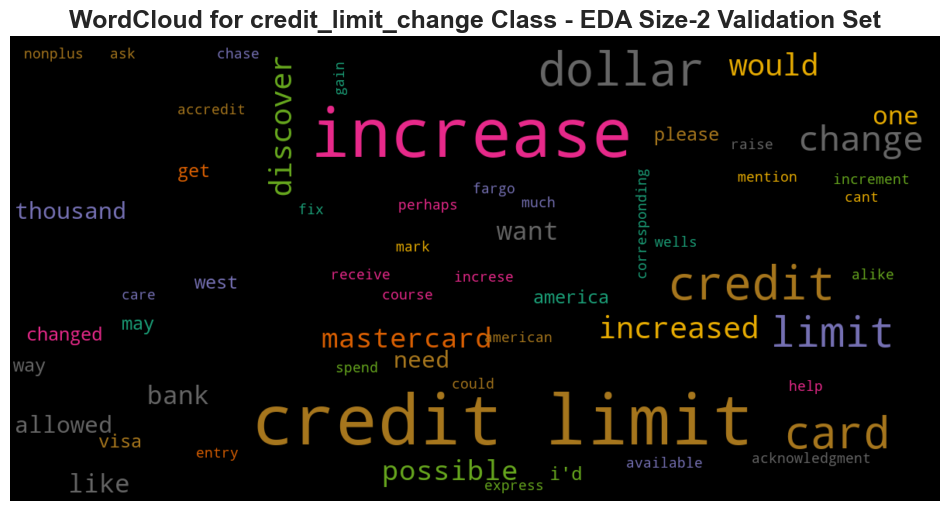 WordCloud for credit_limit_change Class - EDA Size-2 Validation Set
nonplus ask chase
gain
discover
dollar would
accredit
increase
one
please raise change
get
fargo much
mention increment cant
thousand fix perhaps
corresponding
mark want wells
care west receive increse course
america credit alike
changed may
mastercard american increased limit
way spend need
could help
bank
credit limit
allowed visa card
entry
possible i'd available acknowledgment
like express